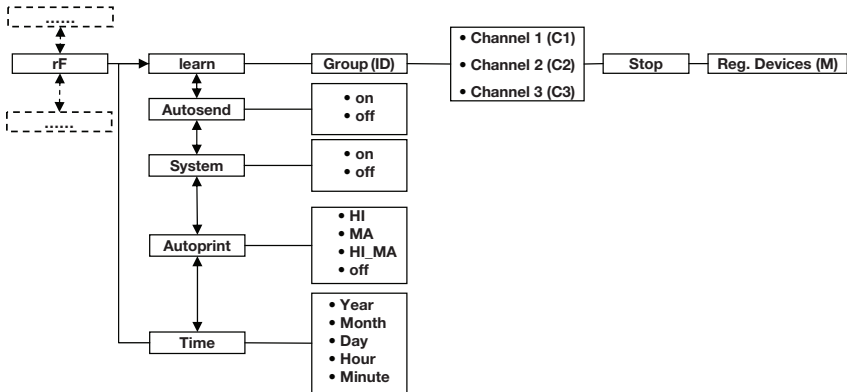 ......
rF
......
learn
Group (ID)
• Channel 1 (C1)
• Channel 2 (C2)
• Channel 3 (C3)
Stop
Reg. Devices (M)
Autosend
• on
• off
System
• on
• off
Autoprint
• HI
• MA
• HI_MA
• off
Time
• Year
• Month
• Day
• Hour
• Minute